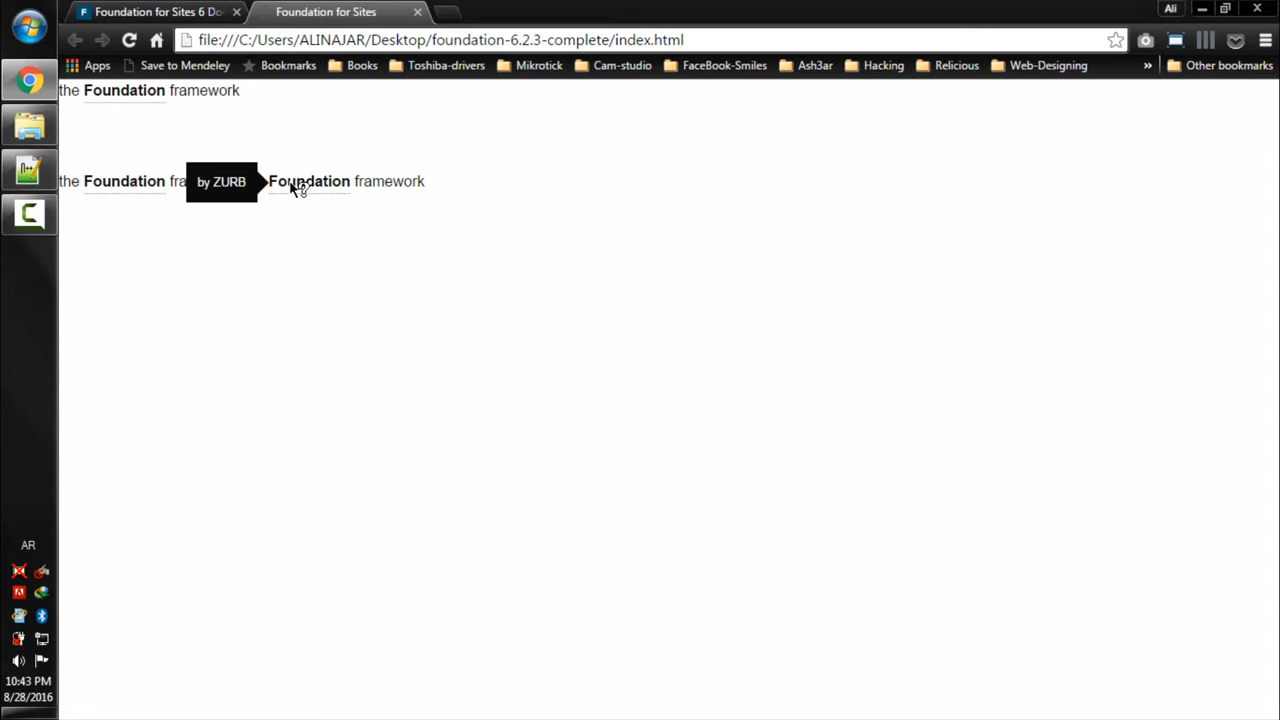 Foundation for Sites 6 Do
Foundation for Sites
Ali
file:///C:/Users/ALINAJAR/Desktop/foundation-6.2.3-complete/index.html
Apps Save to Mendeley Bookmarks Books Toshiba-drivers Mikrotick Cam-studio FaceBook-Smiles Ash3ar Hacking Relicious Web-Designing » Other bookmarks
the Foundation framework
the Foundation fra by ZURB Foundation framework
AR
10:43 PM
8/28/2016